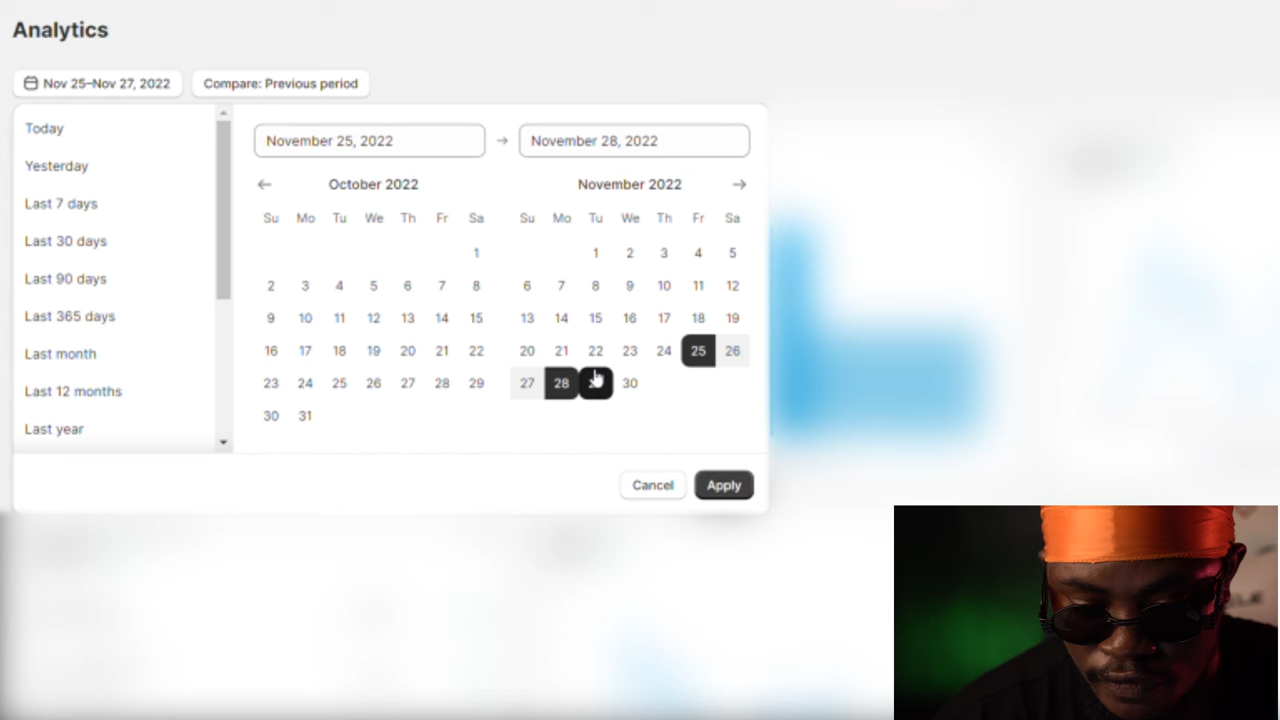 Analytics
Nov 25–Nov 27, 2022 Compare: Previous period
Today
Yesterday
Last 7 days
Last 30 days
Last 90 days
Last 365 days
Last month
Last 12 months
Last year
November 25, 2022 → November 28, 2022
← October 2022
Su Mo Tu We Th Fr Sa
1
2 3 4 5 6 7 8
9 10 11 12 13 14 15
16 17 18 19 20 21 22
23 24 25 26 27 28 29
30 31
November 2022 →
Su Mo Tu We Th Fr Sa
1 2 3 4 5
6 7 8 9 10 11 12
13 14 15 16 17 18 19
20 21 22 23 24 25 26
27 28 30
Cancel Apply